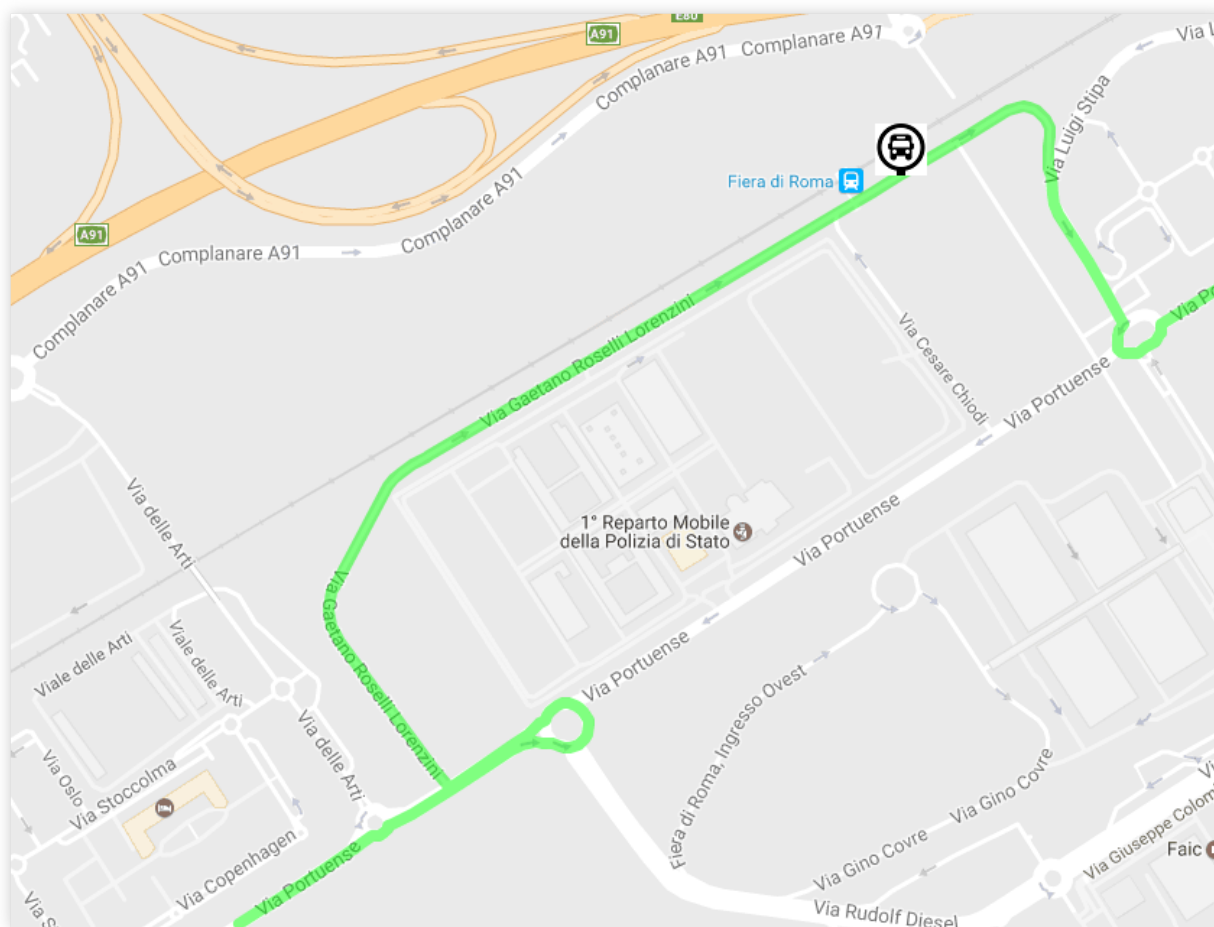 E80
A91
Complanare A91
Complanare A91
Via L
Via Luigi Stipa
Fiera di Roma
A91
Complanare A91
Complanare A91
Complanare A91
Via Po
Via Gaetano Roselli Lorenzini
Via Cesare Chiodi
Via Portuense
Via delle Arti
1° Reparto Mobile
della Polizia di Stato
Via Portuense
Via Gaetano Roselli Lorenzini
Viale delle Arti
Viale delle Arti
Via Portuense
Via delle Arti
Fiera di Roma, Ingresso Ovest
Via Oslo
Via Stoccolma
Via Gino Covre
Via Copenhagen
Via Portuense
Via Gino Covre
Via Giuseppe Colom
Faic
Via Rudolf Diesel
Via S
Vi